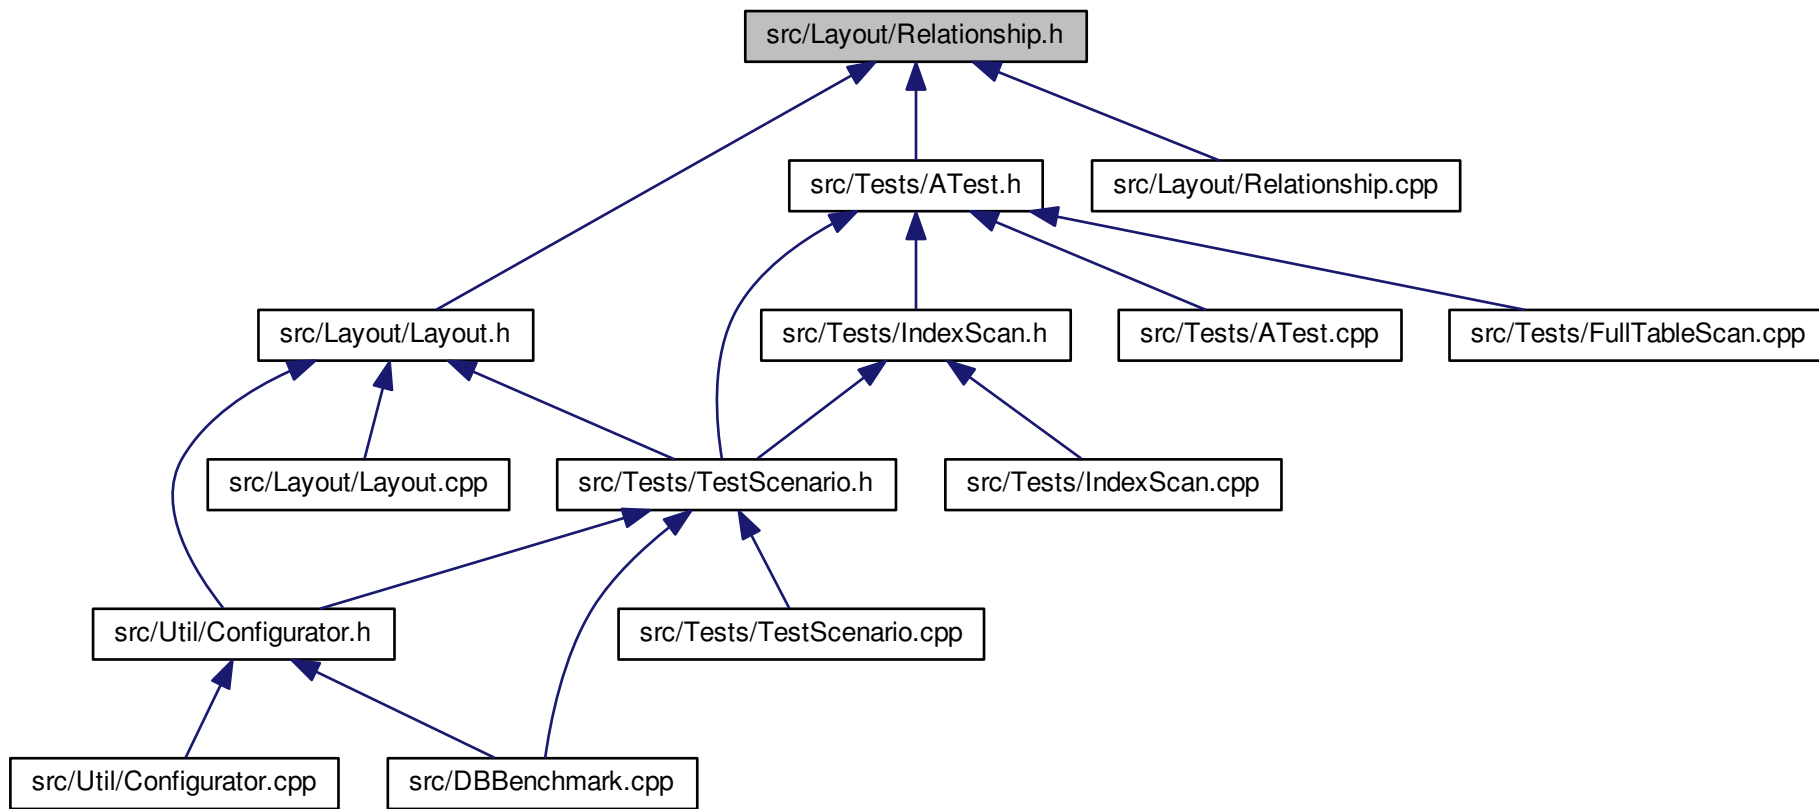 src/Layout/Relationship.h
src/Tests/ATest.h
src/Layout/Relationship.cpp
src/Layout/Layout.h
src/Tests/IndexScan.h
src/Tests/ATest.cpp
src/Tests/FullTableScan.cpp
src/Layout/Layout.cpp
src/Tests/TestScenario.h
src/Tests/IndexScan.cpp
src/Util/Configurator.h
src/Tests/TestScenario.cpp
src/Util/Configurator.cpp
src/DBBenchmark.cpp